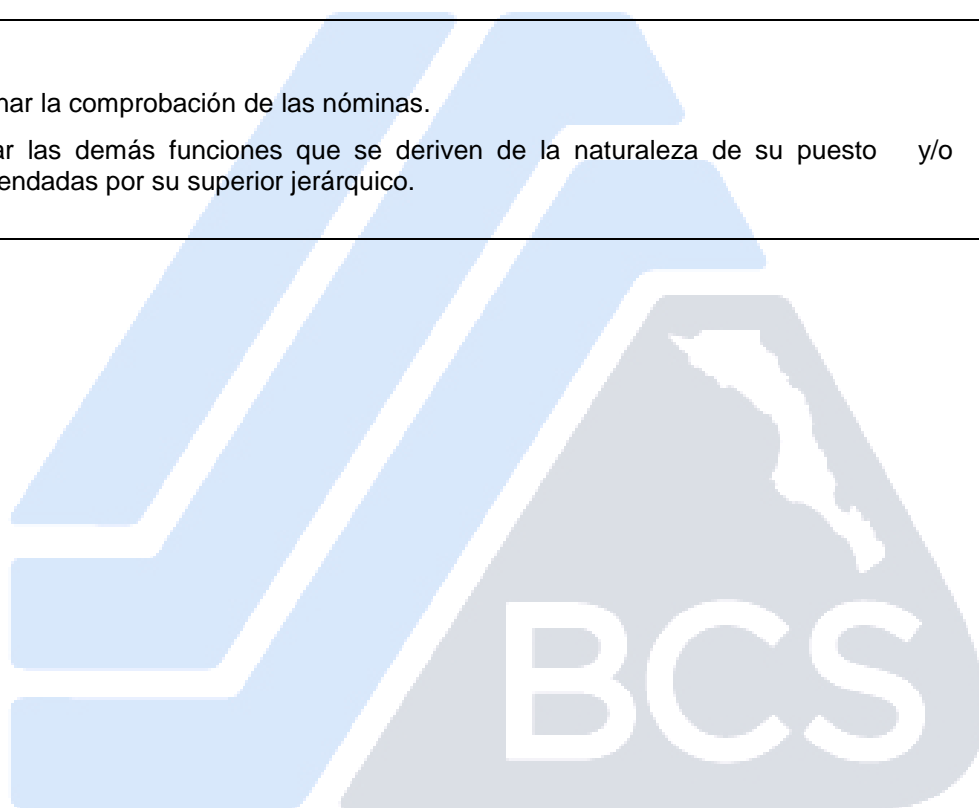 nar la comprobación de las nóminas.
ar las demás funciones que se deriven de la naturaleza de su puesto y/o
endadas por su superior jerárquico.
BCS